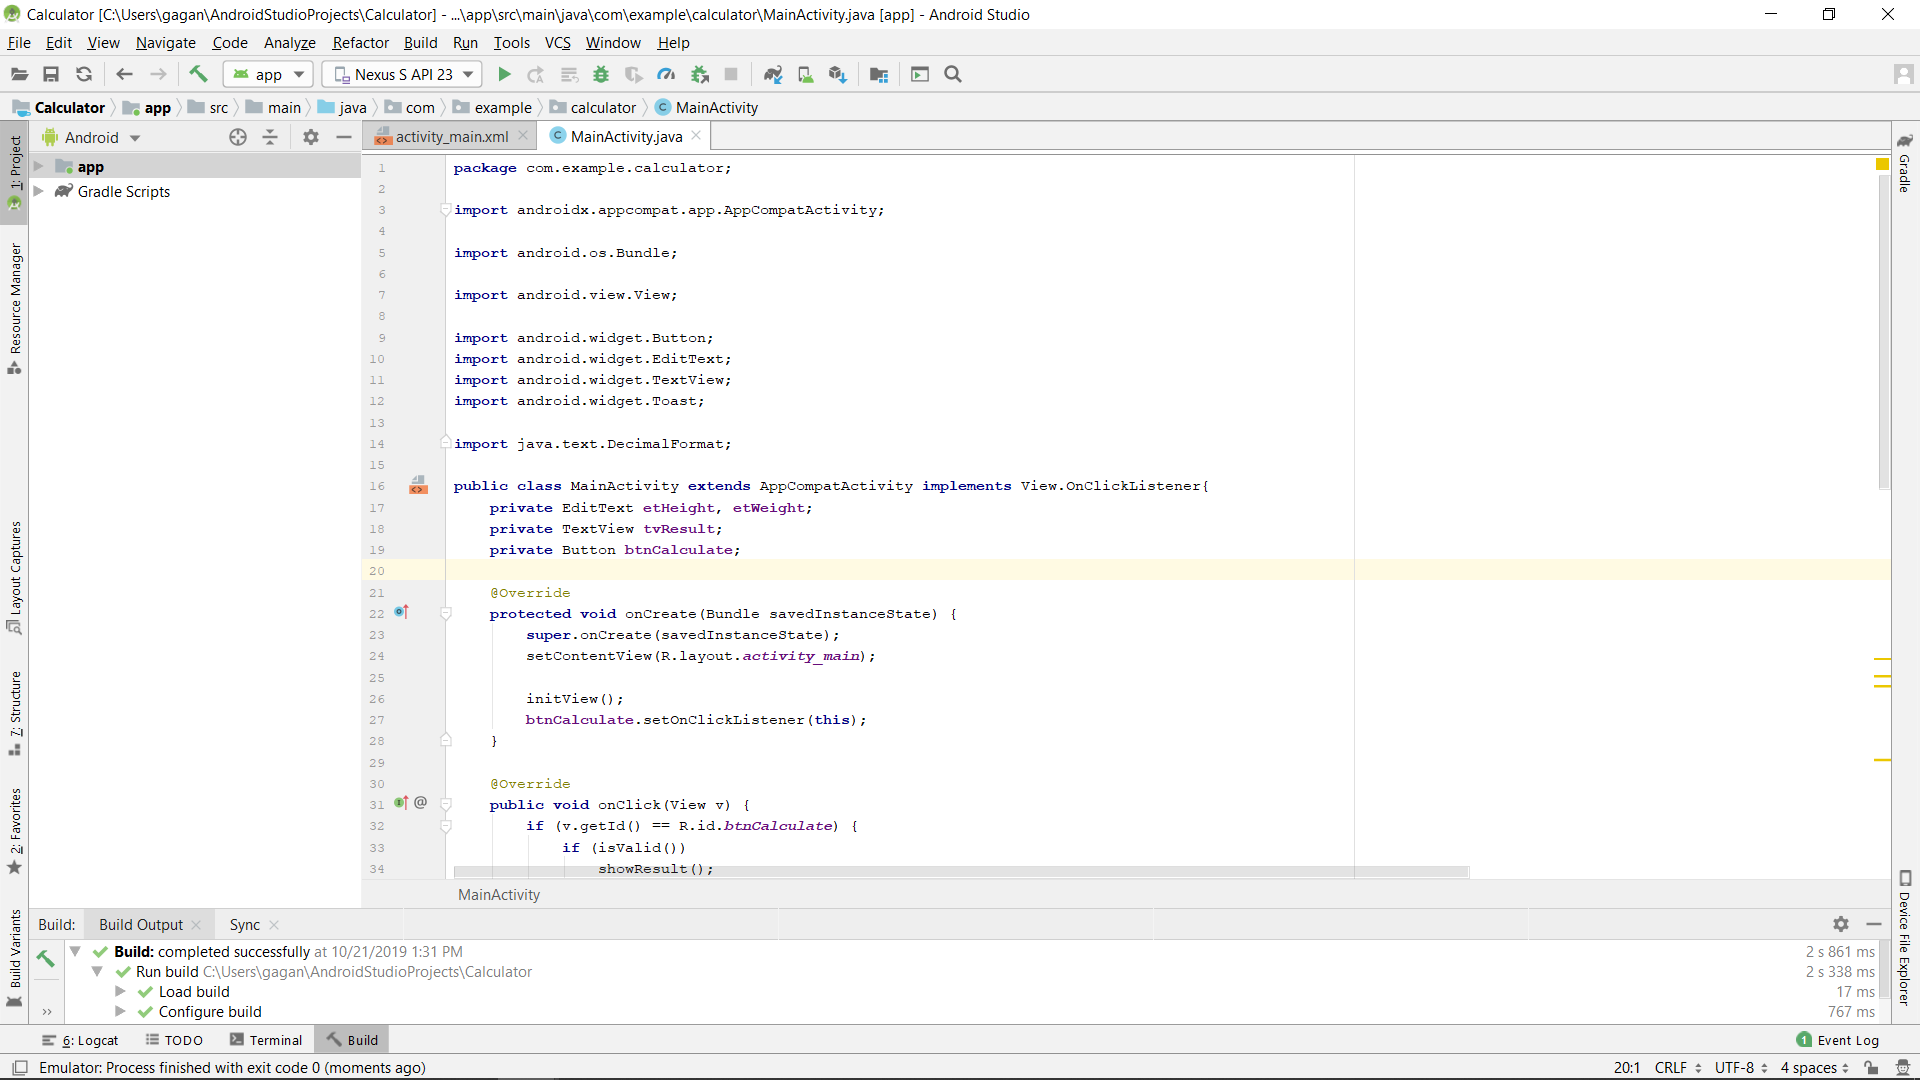 Calculator [C:\Users\gagan\AndroidStudioProjects\Calculator] - ...\app\src\main\java\com\example\calculator\MainActivity.java [app] - Android Studio
File Edit View Navigate Code Analyze Refactor Build Run Tools VCS Window Help
app Nexus S API 23
Calculator app src main java com example calculator MainActivity
1: Project
Resource Manager
Layout Captures
7: Structure
2: Favorites
Build Variants
Android
app
Gradle Scripts
activity_main.xml MainActivity.java
1 package com.example.calculator;
2
3 import androidx.appcompat.app.AppCompatActivity;
4
5 import android.os.Bundle;
6
7 import android.view.View;
8
9 import android.widget.Button;
10 import android.widget.EditText;
11 import android.widget.TextView;
12 import android.widget.Toast;
13
14 import java.text.DecimalFormat;
15
16 public class MainActivity extends AppCompatActivity implements View.OnClickListener{
17 private EditText etHeight, etWeight;
18 private TextView tvResult;
19 private Button btnCalculate;
20
21 @Override
22 protected void onCreate(Bundle savedInstanceState) {
23 super.onCreate(savedInstanceState);
24 setContentView(R.layout.activity_main);
25
26 initView();
27 btnCalculate.setOnClickListener(this);
28 }
29
30 @Override
31 @ public void onClick(View v) {
32 if (v.getId() == R.id.btnCalculate) {
33 if (isValid())
34 showResult();
MainActivity
Gradle
Device File Explorer
Build: Build Output Sync
Build: completed successfully at 10/21/2019 1:31 PM 2 s 861 ms
Run build C:\Users\gagan\AndroidStudioProjects\Calculator 2 s 338 ms
Load build 17 ms
Configure build 767 ms
6: Logcat TODO Terminal Build 1 Event Log
Emulator: Process finished with exit code 0 (moments ago) 20:1 CRLF UTF-8 4 spaces